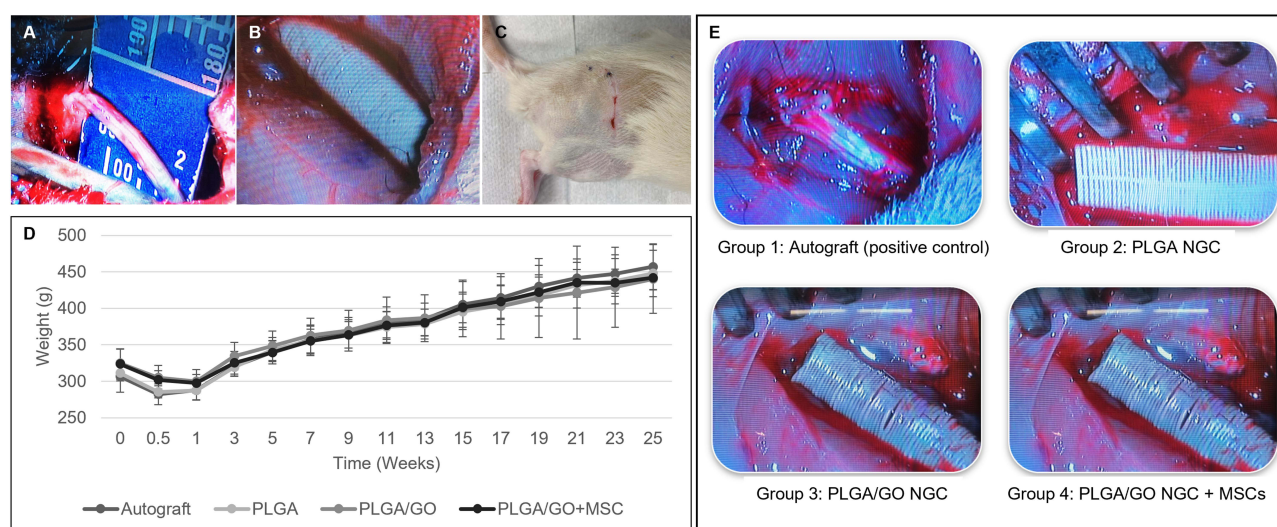 A
190
180
00
100
2
B
C
D
500
450
400
350
300
250
Weight (g)
0 0.5 1 3 5 7 9 11 13 15 17 19 21 23 25
Time (Weeks)
Autograft PLGA PLGA/GO PLGA/GO+MSC
E
Group 1: Autograft (positive control) Group 2: PLGA NGC
Group 3: PLGA/GO NGC Group 4: PLGA/GO NGC + MSCs